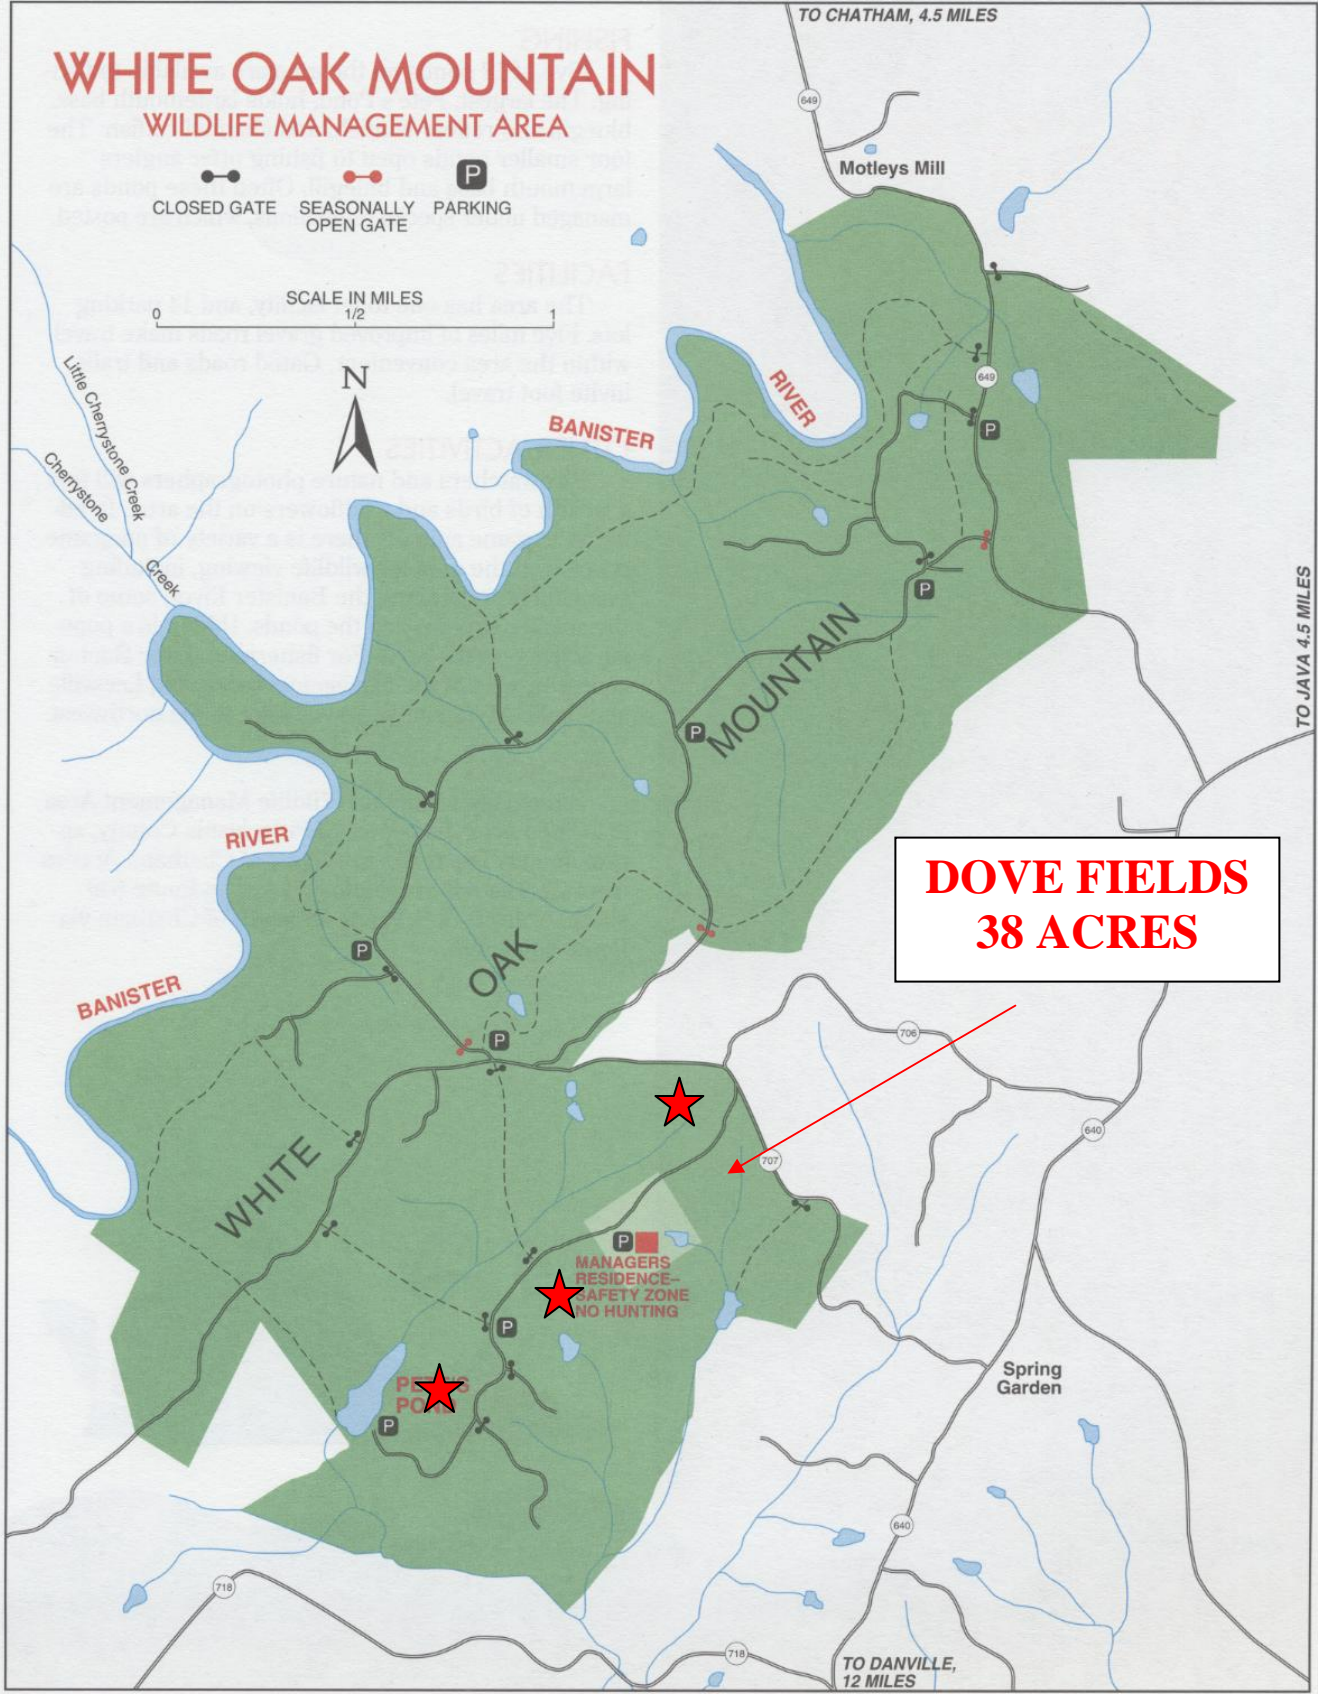 TO CHATHAM, 4.5 MILES
WHITE OAK MOUNTAIN
WILDLIFE MANAGEMENT AREA
649
P
Motleys Mill
CLOSED GATE
SEASONALLY
OPEN GATE
PARKING
SCALE IN MILES
0
1/2
1
N
Little Cherrystone Creek
Cherrystone
Creek
BANISTER
RIVER
649
P
P
TO JAVA 4.5 MILES
MOUNTAIN
P
RIVER
DOVE FIELDS
38 ACRES
P
OAK
BANISTER
P
706
640
WHITE
707
P
MANAGERS
RESIDENCE–
SAFETY ZONE
NO HUNTING
P
Spring
Garden
POND
P
640
718
718
TO DANVILLE,
12 MILES